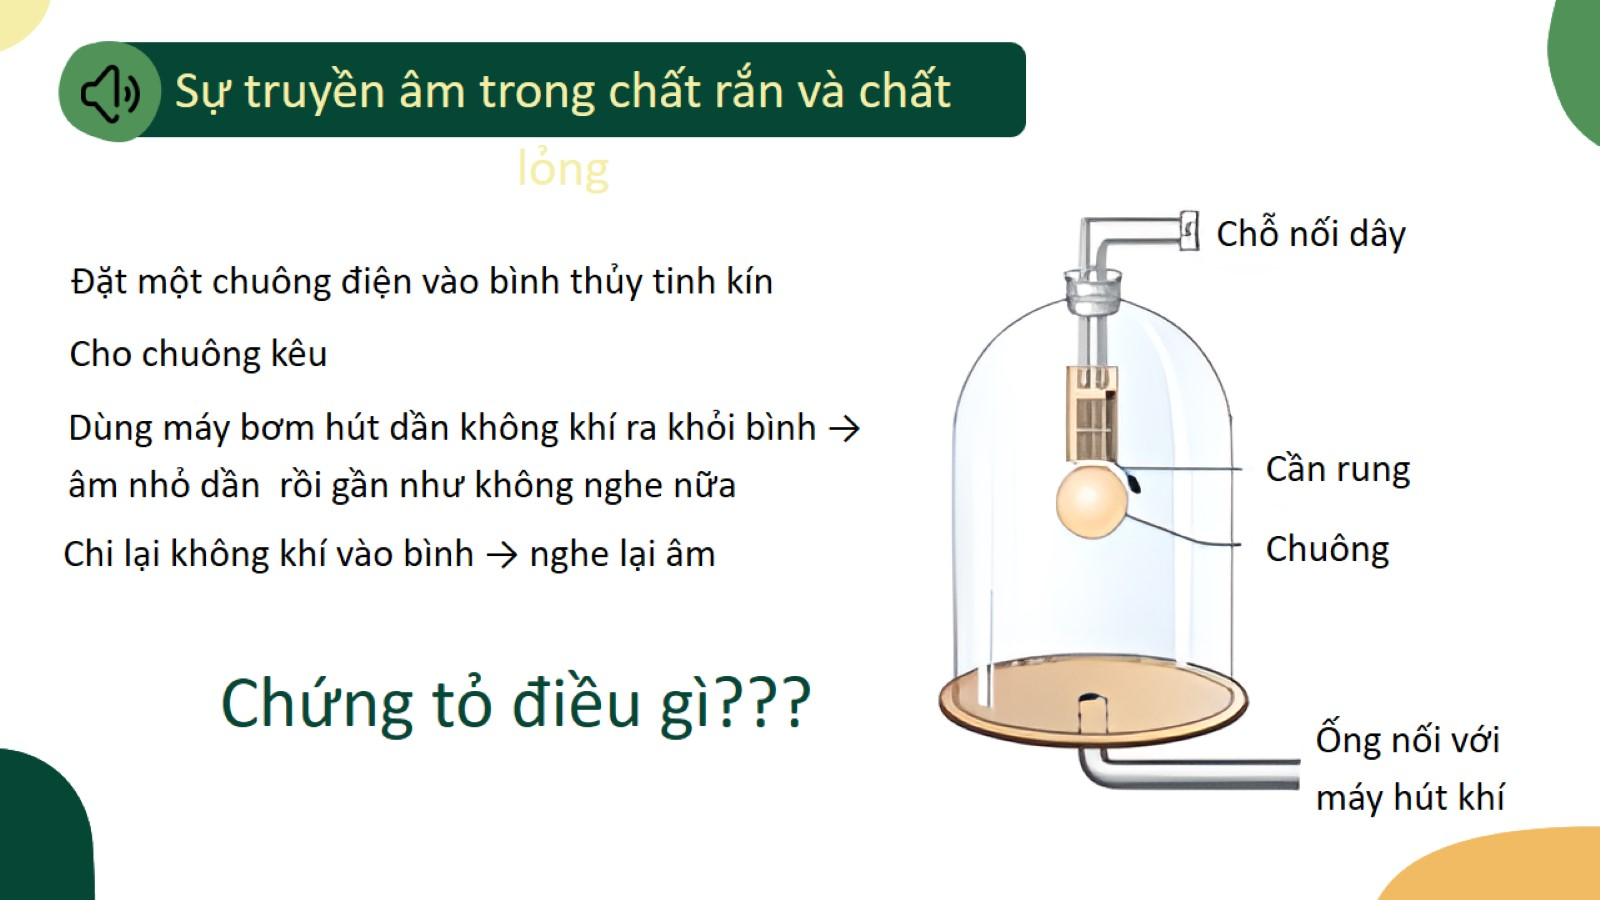 Sự truyền âm trong chất rắn và chất
lỏng
Đặt một chuông điện vào bình thủy tinh kín
Cho chuông kêu
Dùng máy bơm hút dần không khí ra khỏi bình →
âm nhỏ dần  rồi gần như không nghe nữa
Chi lại không khí vào bình → nghe lại âm
Chứng tỏ điều gì???
Chỗ nối dây
Cần rung
Chuông
Ống nối với
máy hút khí